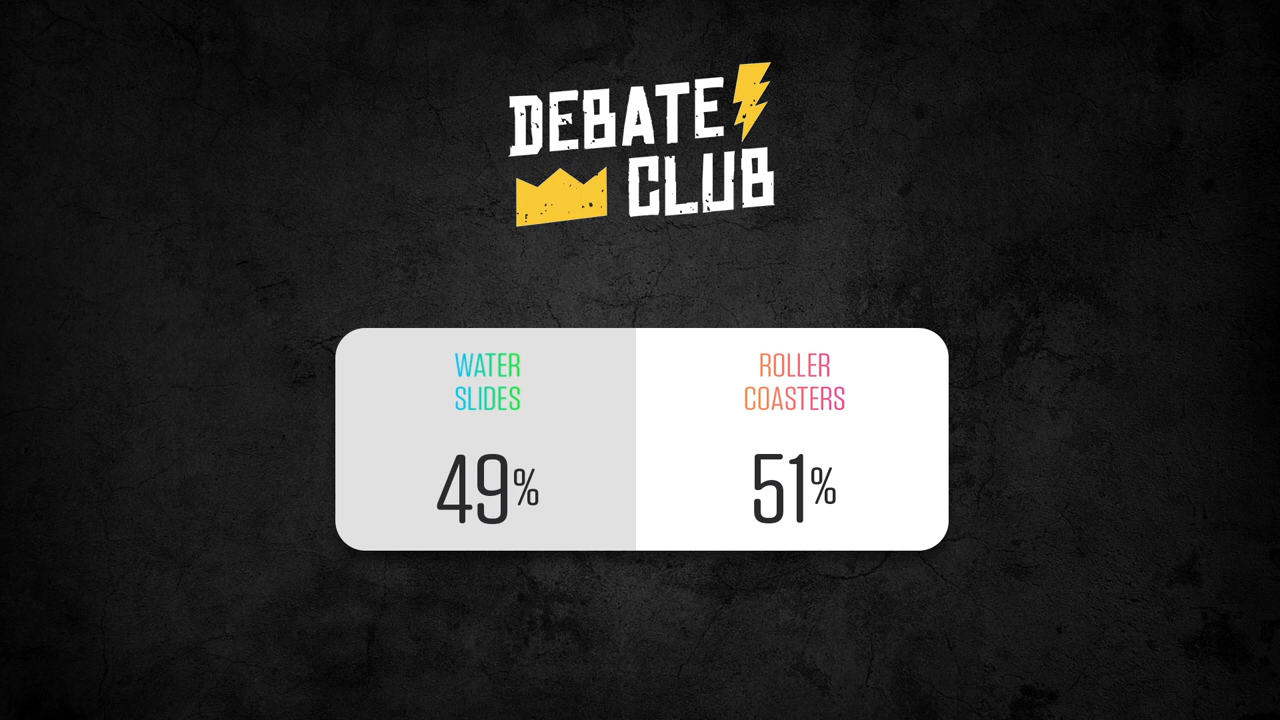 DEBATE
CLUB
WATER
SLIDES
49%
ROLLER
COASTERS
51%